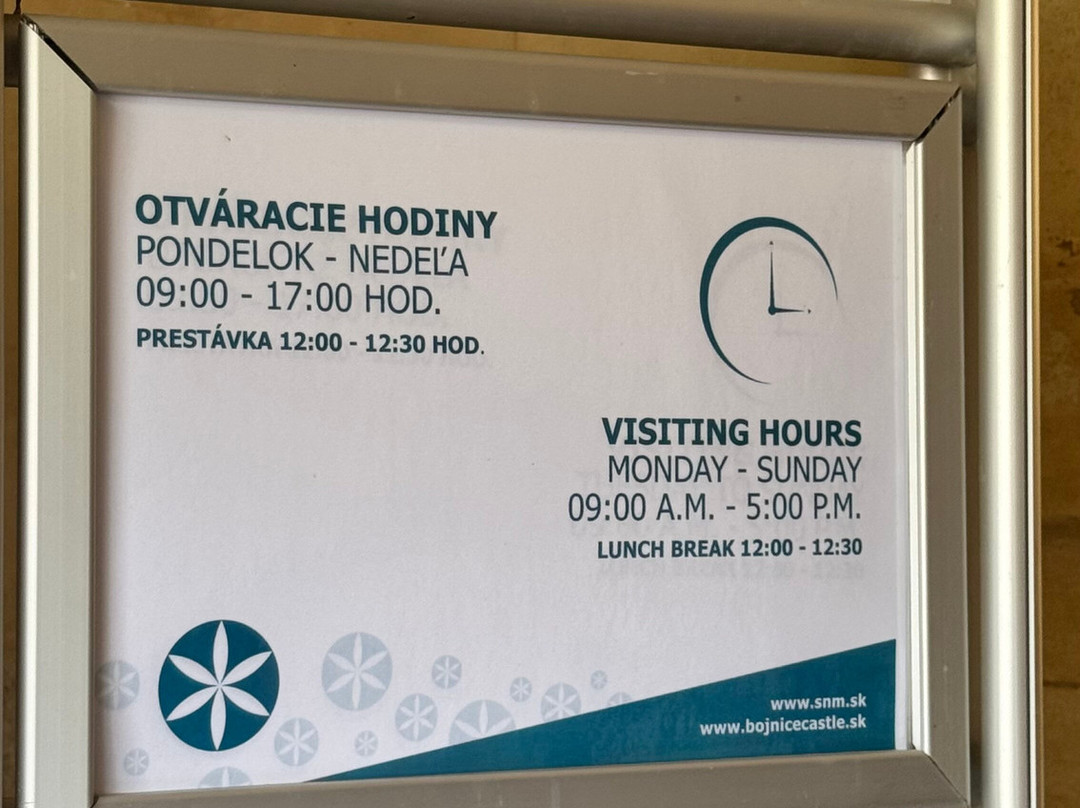 OTVÁRACIE HODINY
PONDELOK - NEDEĽA
09:00 - 17:00 HOD.
PRESTÁVKA 12:00 - 12:30 HOD.
VISITING HOURS
MONDAY - SUNDAY
09:00 A.M. - 5:00 P.M.
LUNCH BREAK 12:00 - 12:30
www.snm.sk
www.bojnicecastle.sk